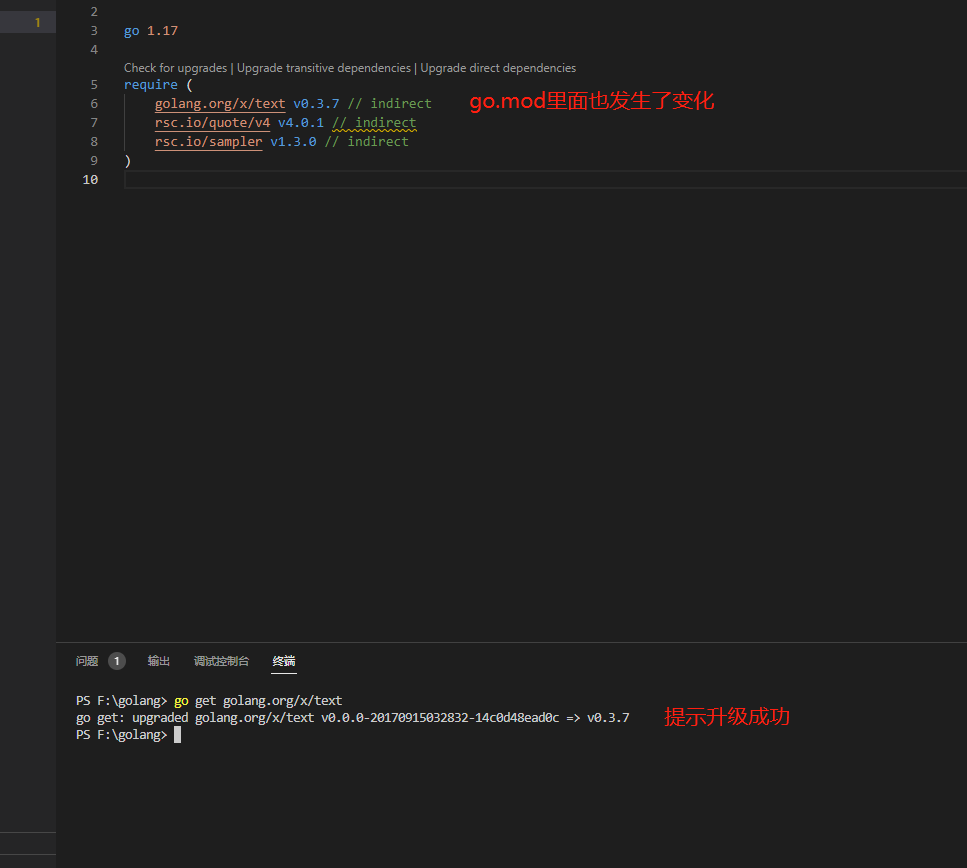 1
2
3 go 1.17
4
Check for upgrades | Upgrade transitive dependencies | Upgrade direct dependencies
5 require (
6 golang.org/x/text v0.3.7 // indirect go.mod里面也发生了变化
7 rsc.io/quote/v4 v4.0.1 // indirect
8 rsc.io/sampler v1.3.0 // indirect
9 )
10
问题 1 输出 调试控制台 终端
PS F:\golang> go get golang.org/x/text
go get: upgraded golang.org/x/text v0.0.0-20170915032832-14c0d48ead0c => v0.3.7 提示升级成功
PS F:\golang>